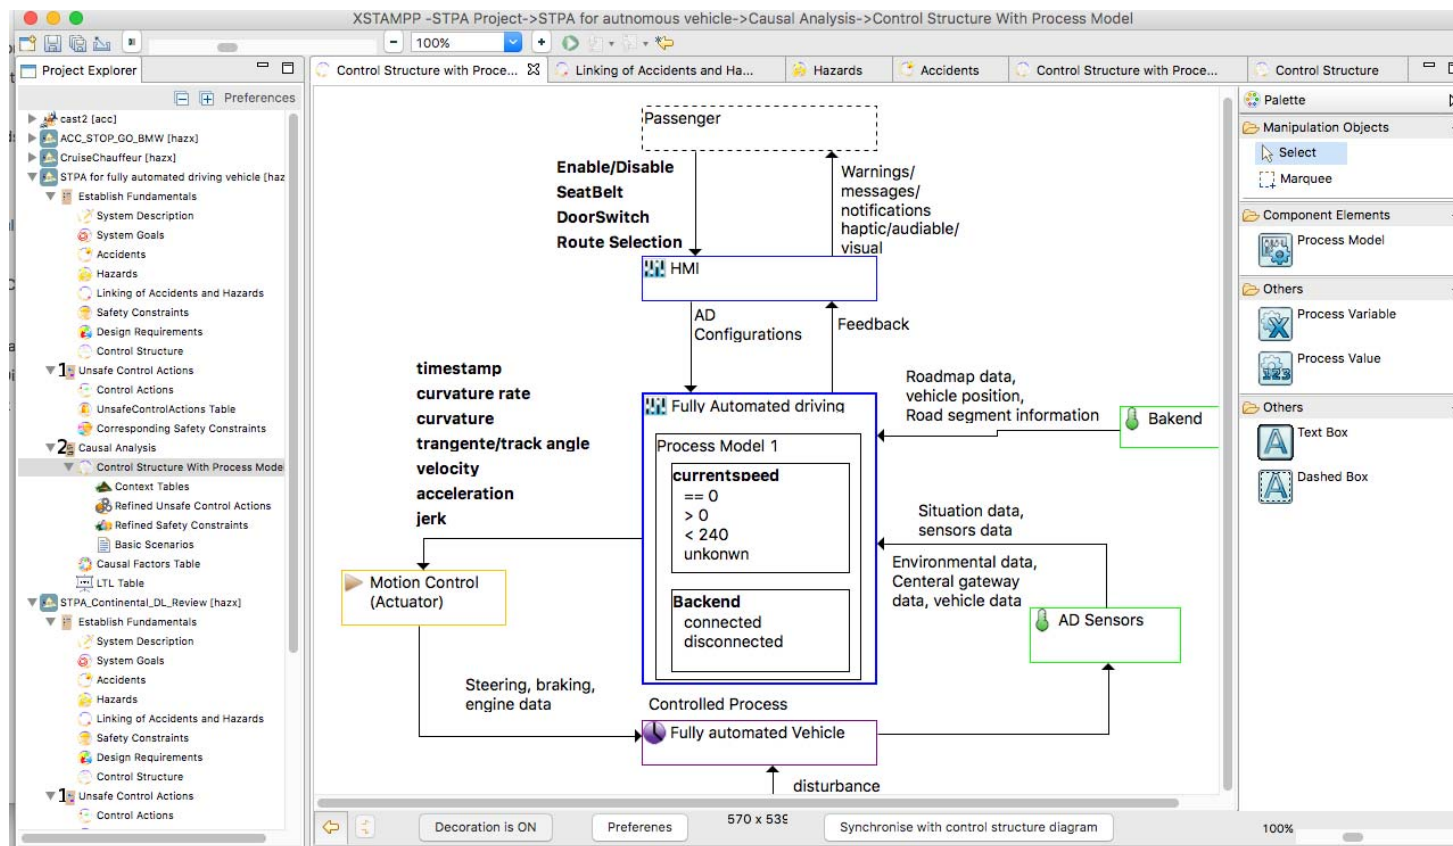 XSTAMPP -STPA Project->STPA for autnomous vehicle->Causal Analysis->Control Structure With Process Model
100%
Project Explorer
Control Structure with Proce...
Linking of Accidents and Ha...
Hazards
Accidents
Control Structure with Proce...
Control Structure
Preferences
cast2 [acc]
ACC_STOP_GO_BMW [hazx]
CruiseChauffeur [hazx]
STPA for fully automated driving vehicle [haz
Establish Fundamentals
System Description
System Goals
Accidents
Hazards
Linking of Accidents and Hazards
Safety Constraints
Design Requirements
Control Structure
1 Unsafe Control Actions
Control Actions
UnsafeControlActions Table
Corresponding Safety Constraints
2 Causal Analysis
Control Structure With Process Mode
Context Tables
Refined Unsafe Control Actions
Refined Safety Constraints
Basic Scenarios
Causal Factors Table
LTL Table
STPA_Continental_DL_Review [hazx]
Establish Fundamentals
System Description
System Goals
Accidents
Hazards
Linking of Accidents and Hazards
Safety Constraints
Design Requirements
Control Structure
1 Unsafe Control Actions
Control Actions
Passenger
Enable/Disable
SeatBelt
DoorSwitch
Route Selection
Warnings/
messages/
notifications
haptic/audiable/
visual
HMI
AD
Configurations
Feedback
timestamp
curvature rate
curvature
trangente/track angle
velocity
acceleration
jerk
Fully Automated driving
Process Model 1
currentspeed
== 0
> 0
< 240
unkonwn
Backend
connected
disconnected
Roadmap data,
vehicle position,
Road segment information
Bakend
Situation data,
sensors data
Environmental data,
Centeral gateway
data, vehicle data
AD Sensors
Motion Control
(Actuator)
Steering, braking,
engine data
Controlled Process
Fully automated Vehicle
disturbance
Palette
Manipulation Objects
Select
Marquee
Component Elements
Process Model
Others
Process Variable
Process Value
Others
Text Box
Dashed Box
Decoration is ON
Preferenes
570 x 539
Synchronise with control structure diagram
100%